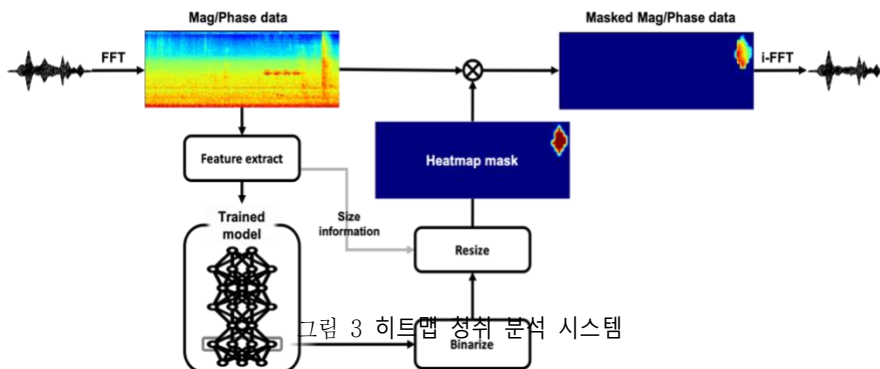 Mag/Phase data
Masked Mag/Phase data
FFT
i-FFT
Feature extract
Heatmap mask
Size
information
Trained
model
Resize
그림 3 히트맵 청취 분석 시스템
Binarize